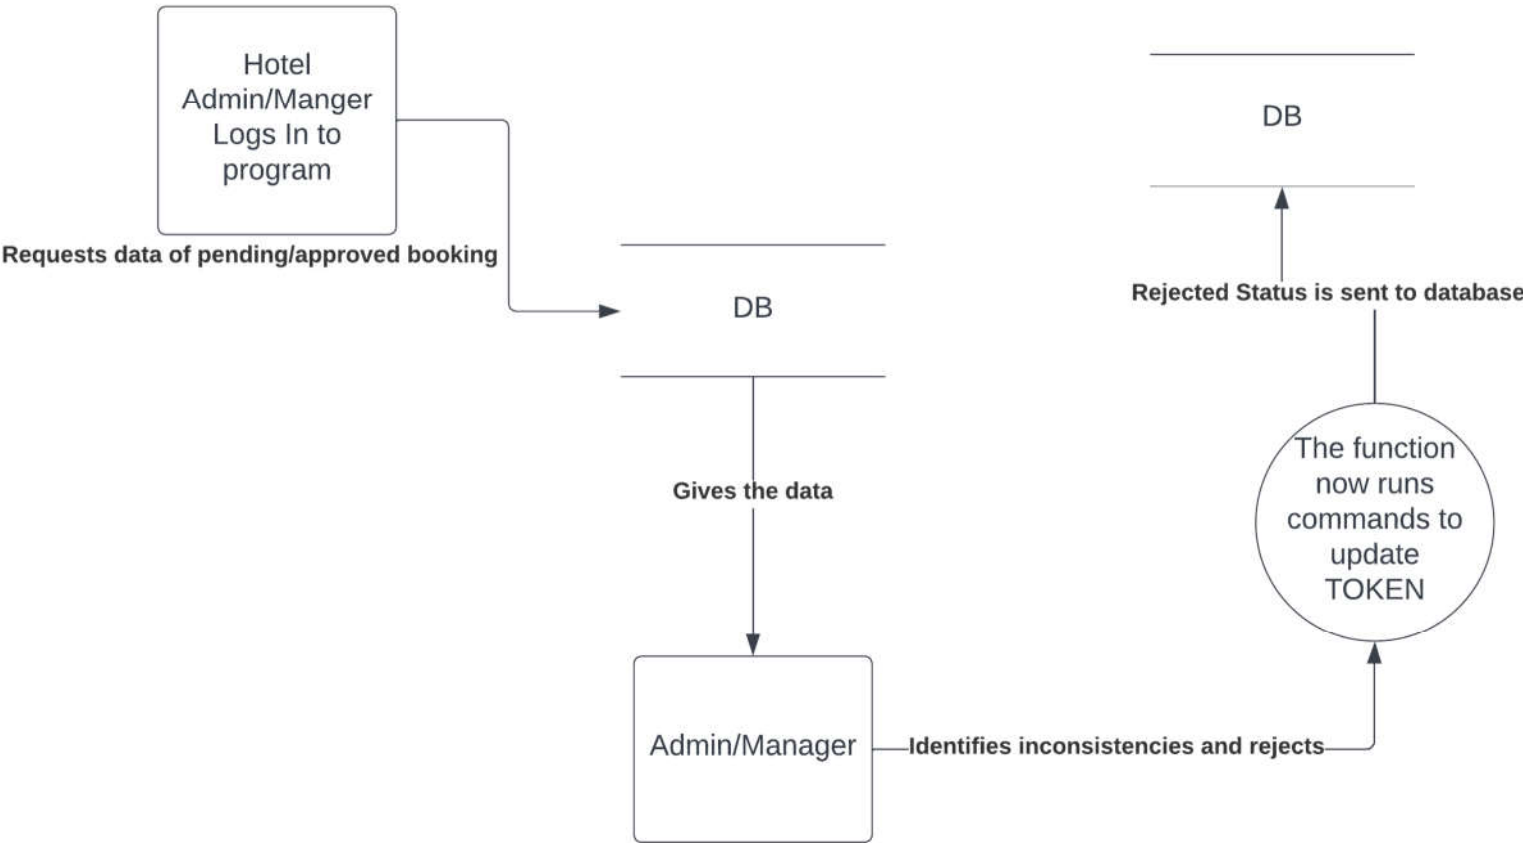 Hotel
Admin/Manger
Logs In to
program
Requests data of pending/approved booking
DB
Gives the data
Admin/Manager
Identifies inconsistencies and rejects
The function
now runs
commands to
update
TOKEN
Rejected Status is sent to database
DB